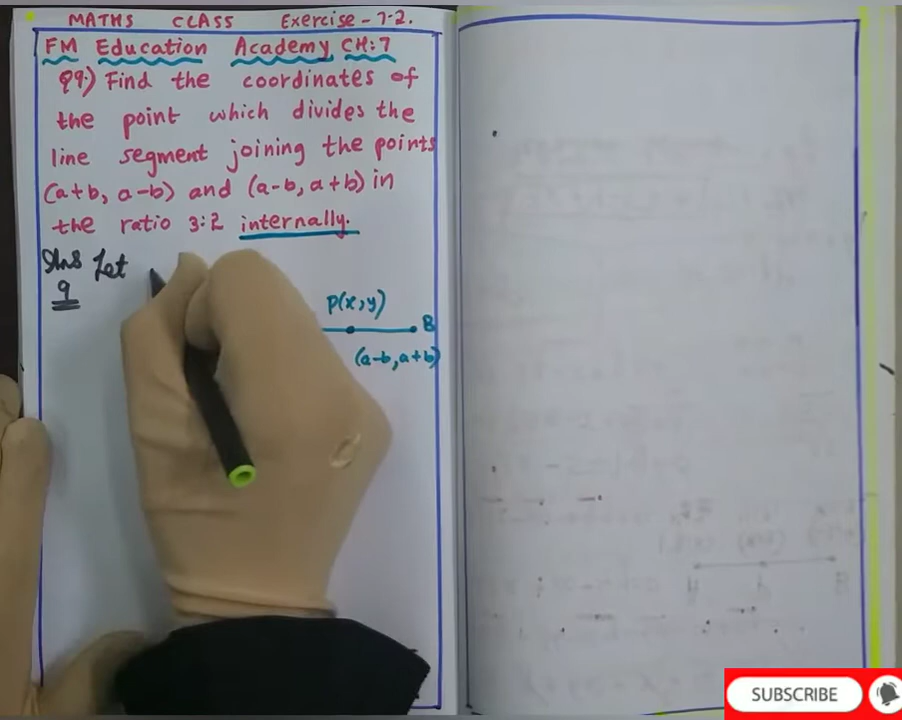 MATHS CLASS Exercise - 7.2.
FM Education Academy CH:7
Q9.) Find the coordinates of
the point which divides the
line segment joining the points
(a+b, a-b) and (a-b, a+b) in
the ratio 3:2 internally.
Ans Let
9
P(x,y)
B
(a-b, a+b)
SUBSCRIBE